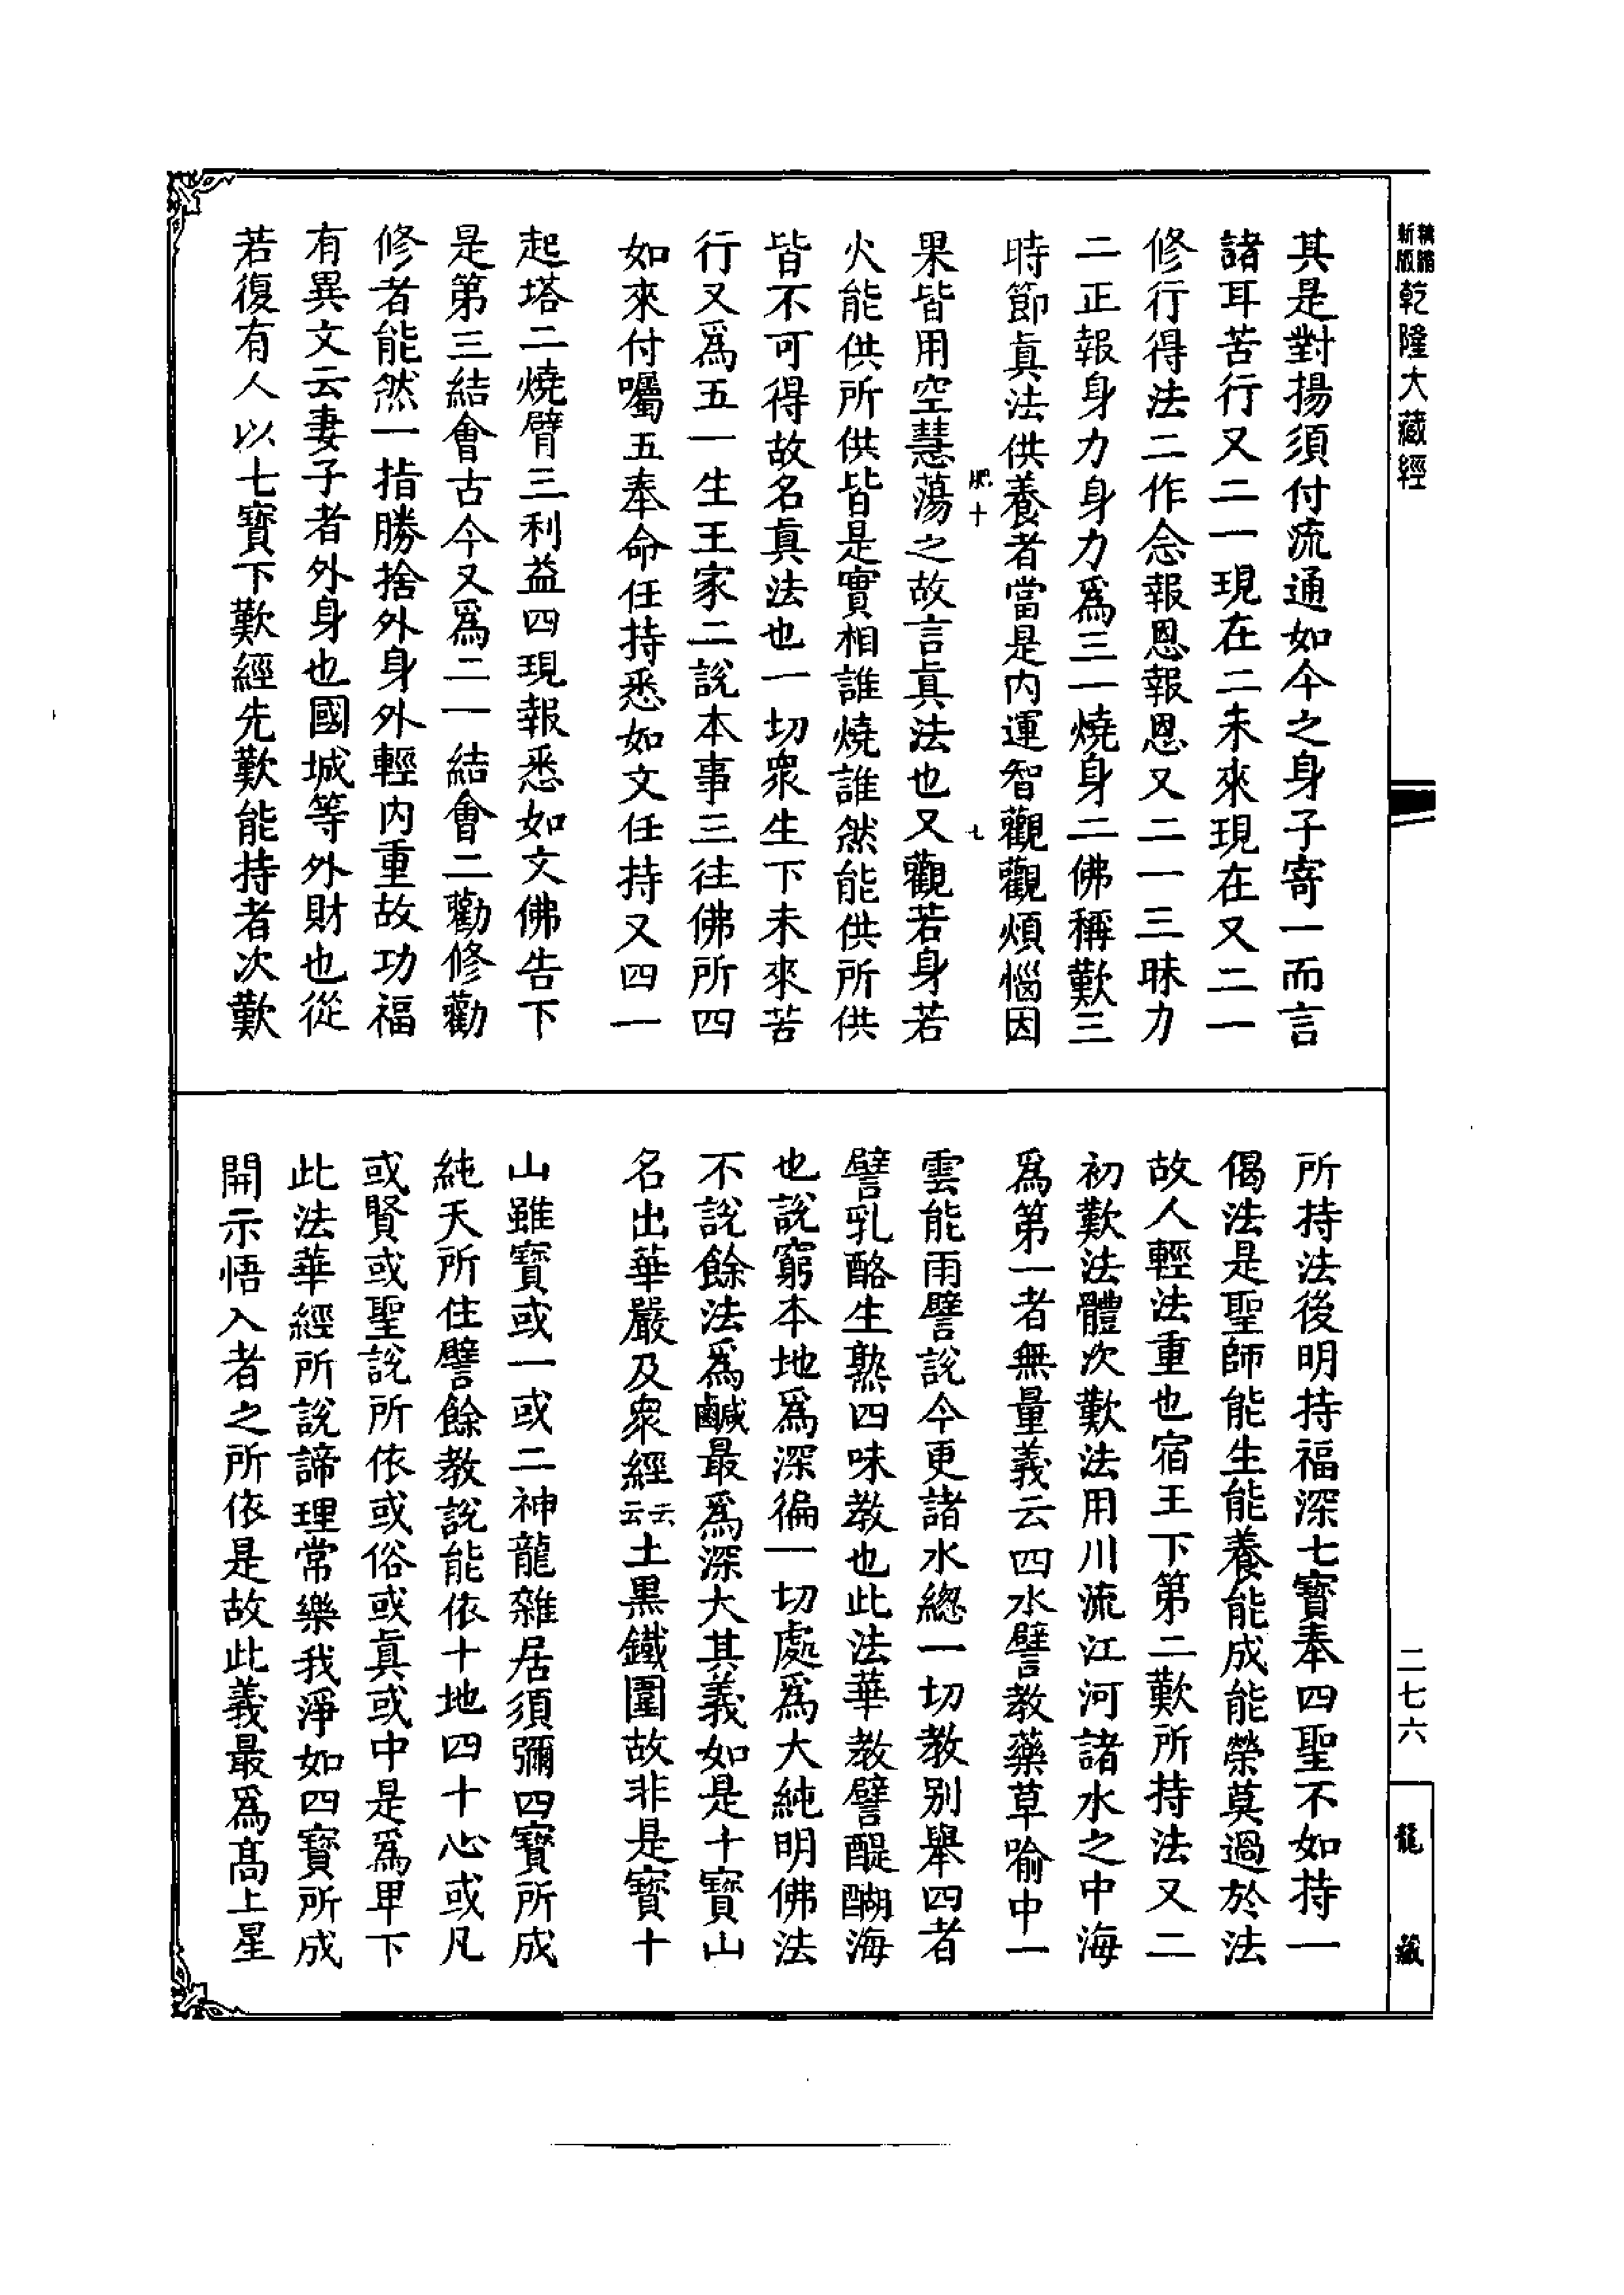 精縮新版乾隆大藏經
其是對揚須付流通如今之身子寄一而言
諸耳苦行又二一現在二未來現在又二一
修行得法二作念報恩報恩又二一三昧力
二正報身力身力爲三一燒身二佛稱歎三
時節眞法供養者當是內運智觀觀煩惱因
肥十 七
果皆用空慧蕩之故言眞法也又觀若身若
火能供所供皆是實相誰燒誰然能供所供
皆不可得故名眞法也一切衆生下未來苦
行又爲五一生王家二說本事三往佛所四
如來付囑五奉命任持悉如文任持又四一
起塔二燒臂三利益四現報悉如文佛告下
是第三結會古今又爲二一結會二勸修勸
修者能然一指勝捨外身外輕內重故功福
有異文云妻子者外身也國城等外財也從
若復有人以七寶下歎經先歎能持者次歎
所持法後明持福深七寶奉四聖不如持一
偈法是聖師能生能養能成能榮莫過於法
故人輕法重也宿王下第二歎所持法又二
初歎法體次歎法用川流江河諸水之中海
爲第一者無量義云四水譬教藥草喻中一
雲能雨譬說今更諸水總一切教別舉四者
譬乳酪生熟四味教也此法華教譬醍醐海
也說窮本地爲深徧一切處爲大純明佛法
不說餘法爲鹹最爲深大其義如是十寶山
名出華嚴及衆經云云土黑鐵圍故非是寶十
山雖寶或一或二神龍雜居須彌四寶所成
純天所住譬餘教說能依十地四十心或凡
或賢或聖說所依或俗或眞或中是爲卑下
此法華經所說諦理常樂我淨如四寶所成
開示悟入者之所依是故此義最爲高上星
二七六
龍藏